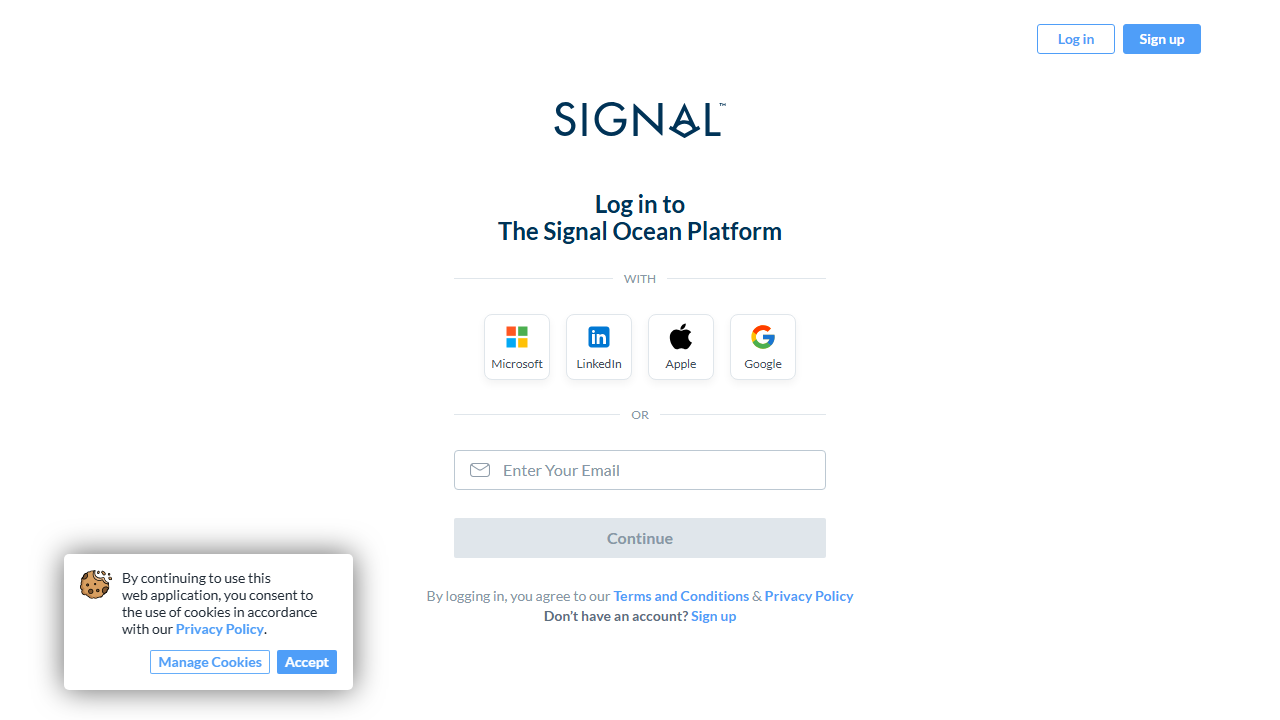 Log in
Sign up
SIGNAL™
Log in to
The Signal Ocean Platform
WITH
Microsoft
LinkedIn
Apple
Google
OR
Enter Your Email
Continue
By logging in, you agree to our Terms and Conditions & Privacy Policy
Don’t have an account? Sign up
By continuing to use this
web application, you consent to
the use of cookies in accordance
with our Privacy Policy.
Manage Cookies
Accept